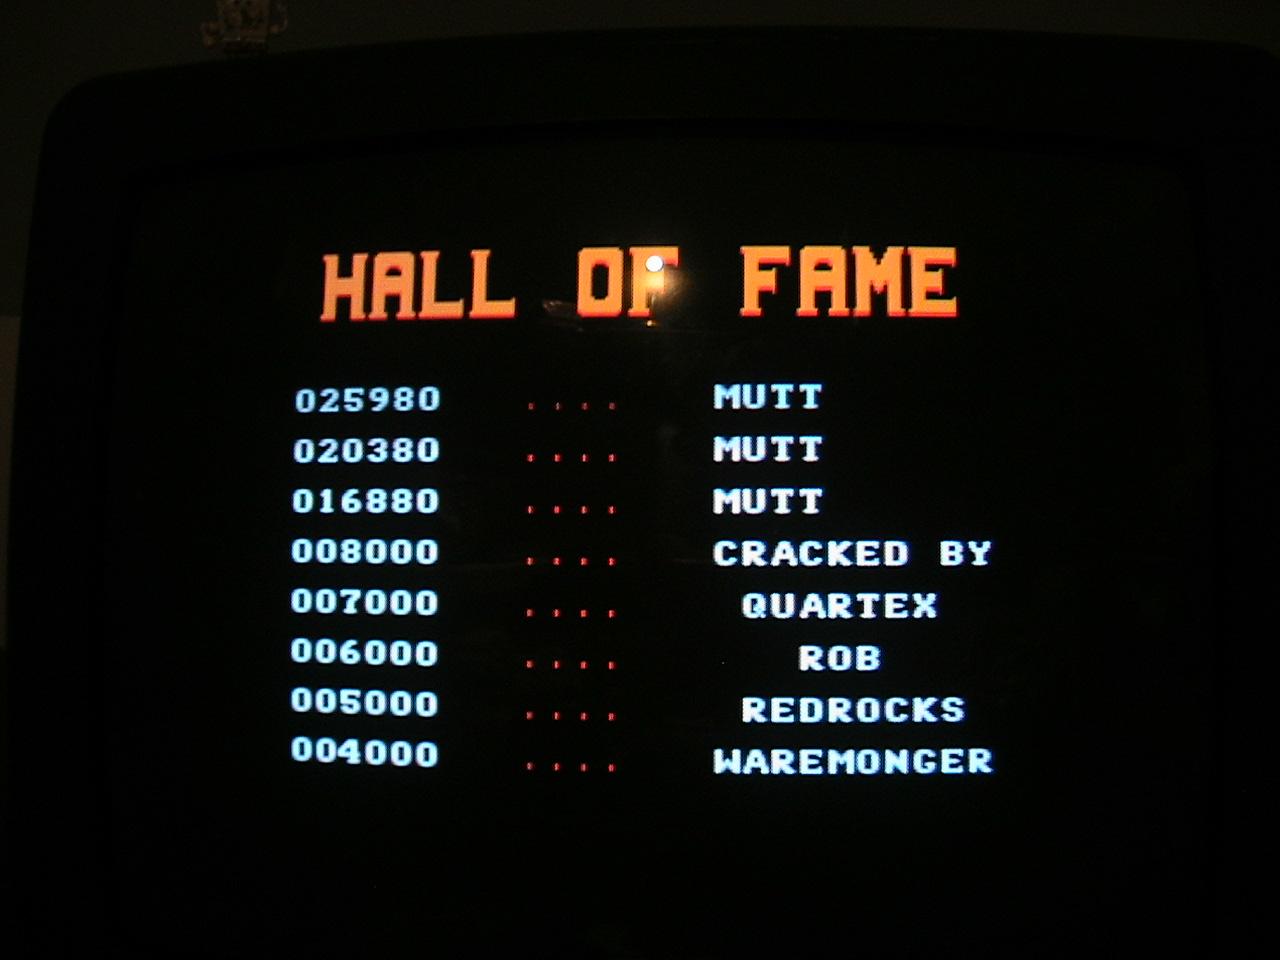 HALL OF FAME
025980 .... MUTT
020380 .... MUTT
016880 .... MUTT
008000 .... CRACKED BY
007000 .... QUARTEX
006000 .... ROB
005000 .... REDROCKS
004000 .... WAREMONGER